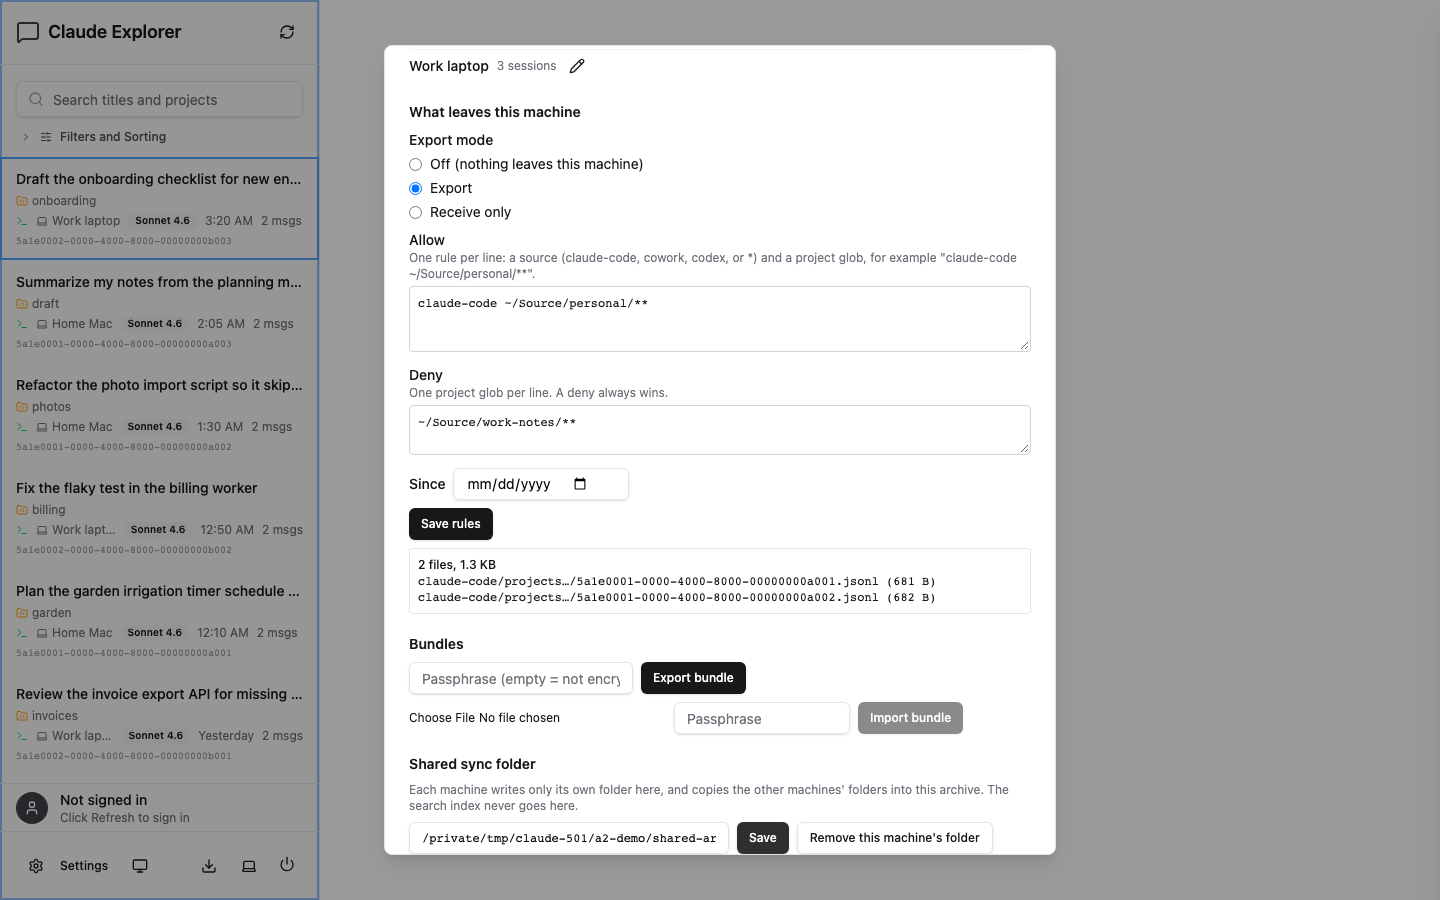 Claude Explorer
Search titles and projects
Filters and Sorting
Draft the onboarding checklist for new en...
onboarding
Work laptop Sonnet 4.6 3:20 AM 2 msgs
5a1e0002-0000-4000-8000-00000000b003
Summarize my notes from the planning m...
draft
Home Mac Sonnet 4.6 2:05 AM 2 msgs
5a1e0001-0000-4000-8000-00000000a003
Refactor the photo import script so it skip...
photos
Home Mac Sonnet 4.6 1:30 AM 2 msgs
5a1e0001-0000-4000-8000-00000000a002
Fix the flaky test in the billing worker
billing
Work lapt... Sonnet 4.6 12:50 AM 2 msgs
5a1e0002-0000-4000-8000-00000000b002
Plan the garden irrigation timer schedule ...
garden
Home Mac Sonnet 4.6 12:10 AM 2 msgs
5a1e0001-0000-4000-8000-00000000a001
Review the invoice export API for missing ...
invoices
Work lap... Sonnet 4.6 Yesterday 2 msgs
5a1e0002-0000-4000-8000-00000000b001
Not signed in
Click Refresh to sign in
Settings
Work laptop 3 sessions
What leaves this machine
Export mode
Off (nothing leaves this machine)
Export
Receive only
Allow
One rule per line: a source (claude-code, cowork, codex, or *) and a project glob, for example "claude-code
~/Source/personal/**".
claude-code ~/Source/personal/**
Deny
One project glob per line. A deny always wins.
~/Source/work-notes/**
Since mm/dd/yyyy
Save rules
2 files, 1.3 KB
claude-code/projects…/5a1e0001-0000-4000-8000-00000000a001.jsonl (681 B)
claude-code/projects…/5a1e0001-0000-4000-8000-00000000a002.jsonl (682 B)
Bundles
Passphrase (empty = not encry Export bundle
Choose File No file chosen Passphrase Import bundle
Shared sync folder
Each machine writes only its own folder here, and copies the other machines' folders into this archive. The
search index never goes here.
/private/tmp/claude-501/a2-demo/shared-ar Save Remove this machine's folder